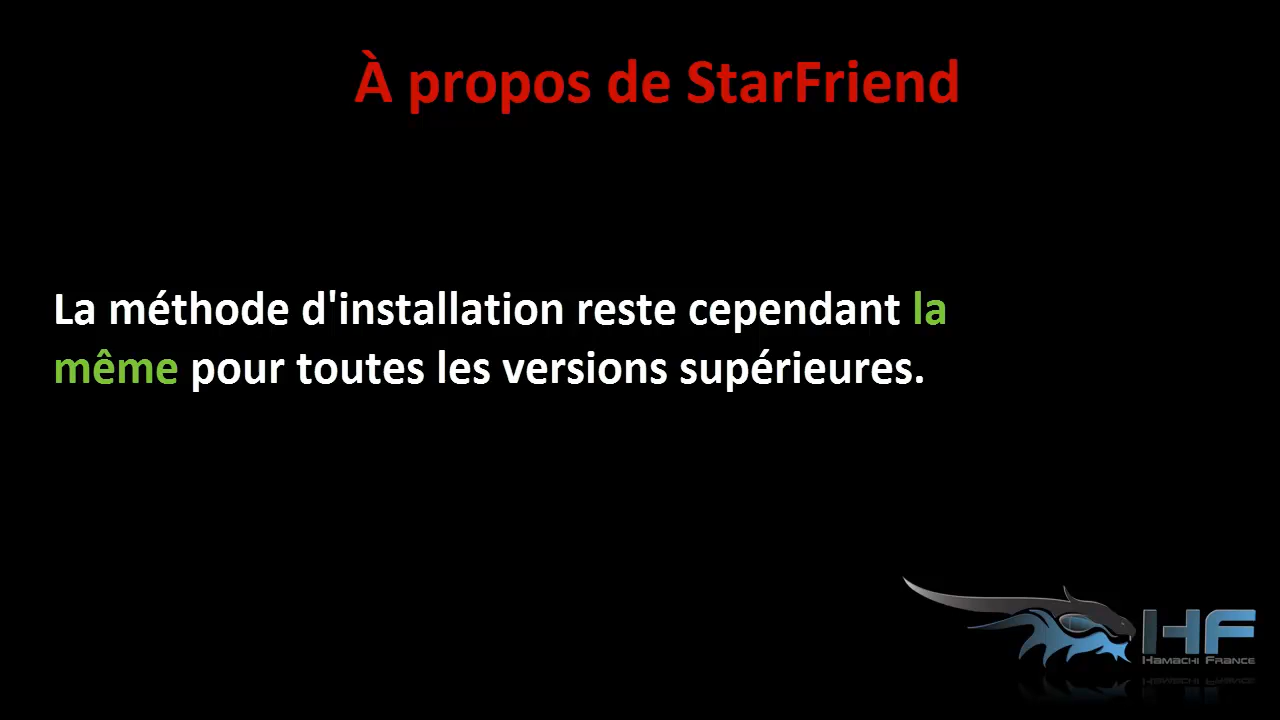 À propos de StarFriend
La méthode d'installation reste cependant la
même pour toutes les versions supérieures.
HF
HAMACHI FRANCE